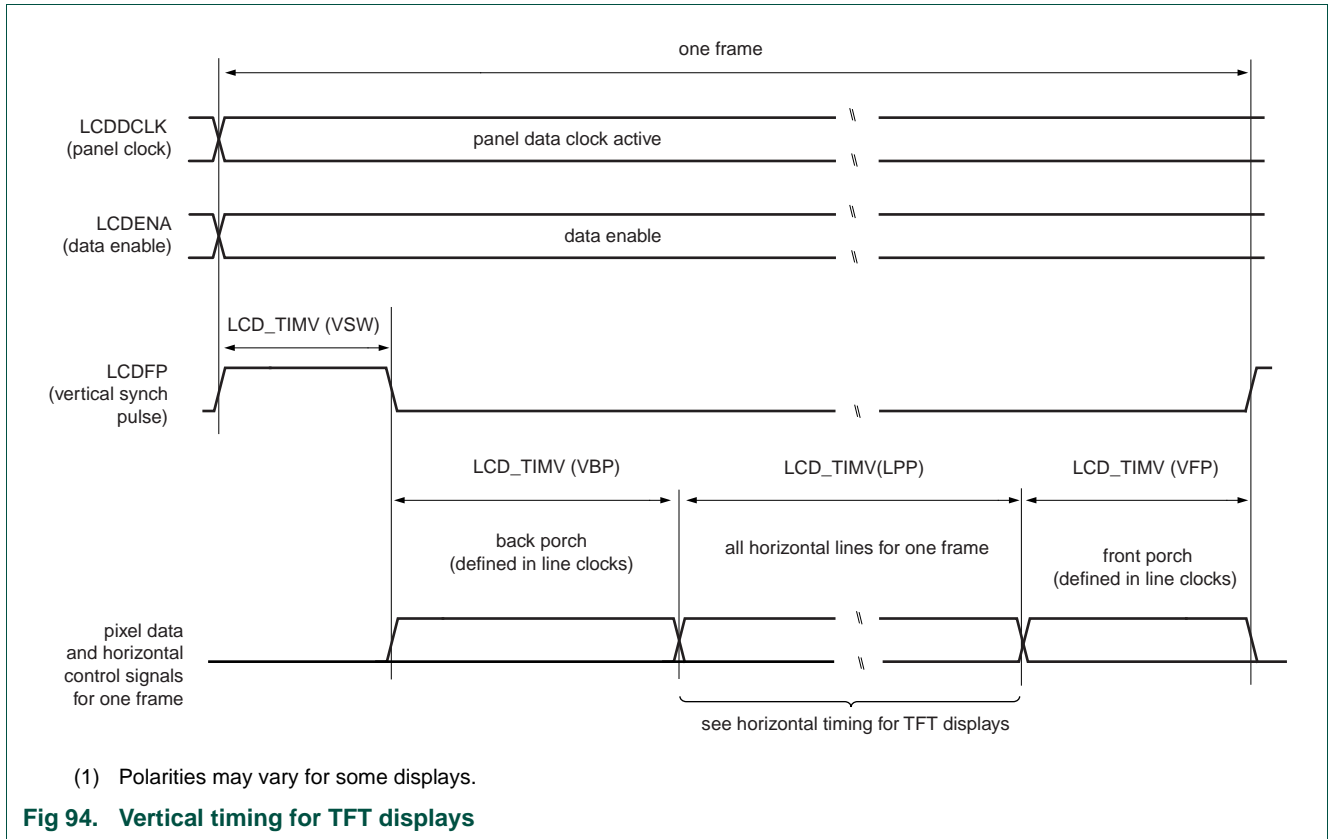 one frame
LCDDCLK
(panel clock)
panel data clock active
LCDENA
(data enable)
data enable
LCD_TIMV (VSW)
LCDFP
(vertical synch
pulse)
LCD_TIMV (VBP)
LCD_TIMV(LPP)
LCD_TIMV (VFP)
back porch
(defined in line clocks)
all horizontal lines for one frame
front porch
(defined in line clocks)
pixel data
and horizontal
control signals
for one frame
see horizontal timing for TFT displays
(1) Polarities may vary for some displays.
Fig 94. Vertical timing for TFT displays